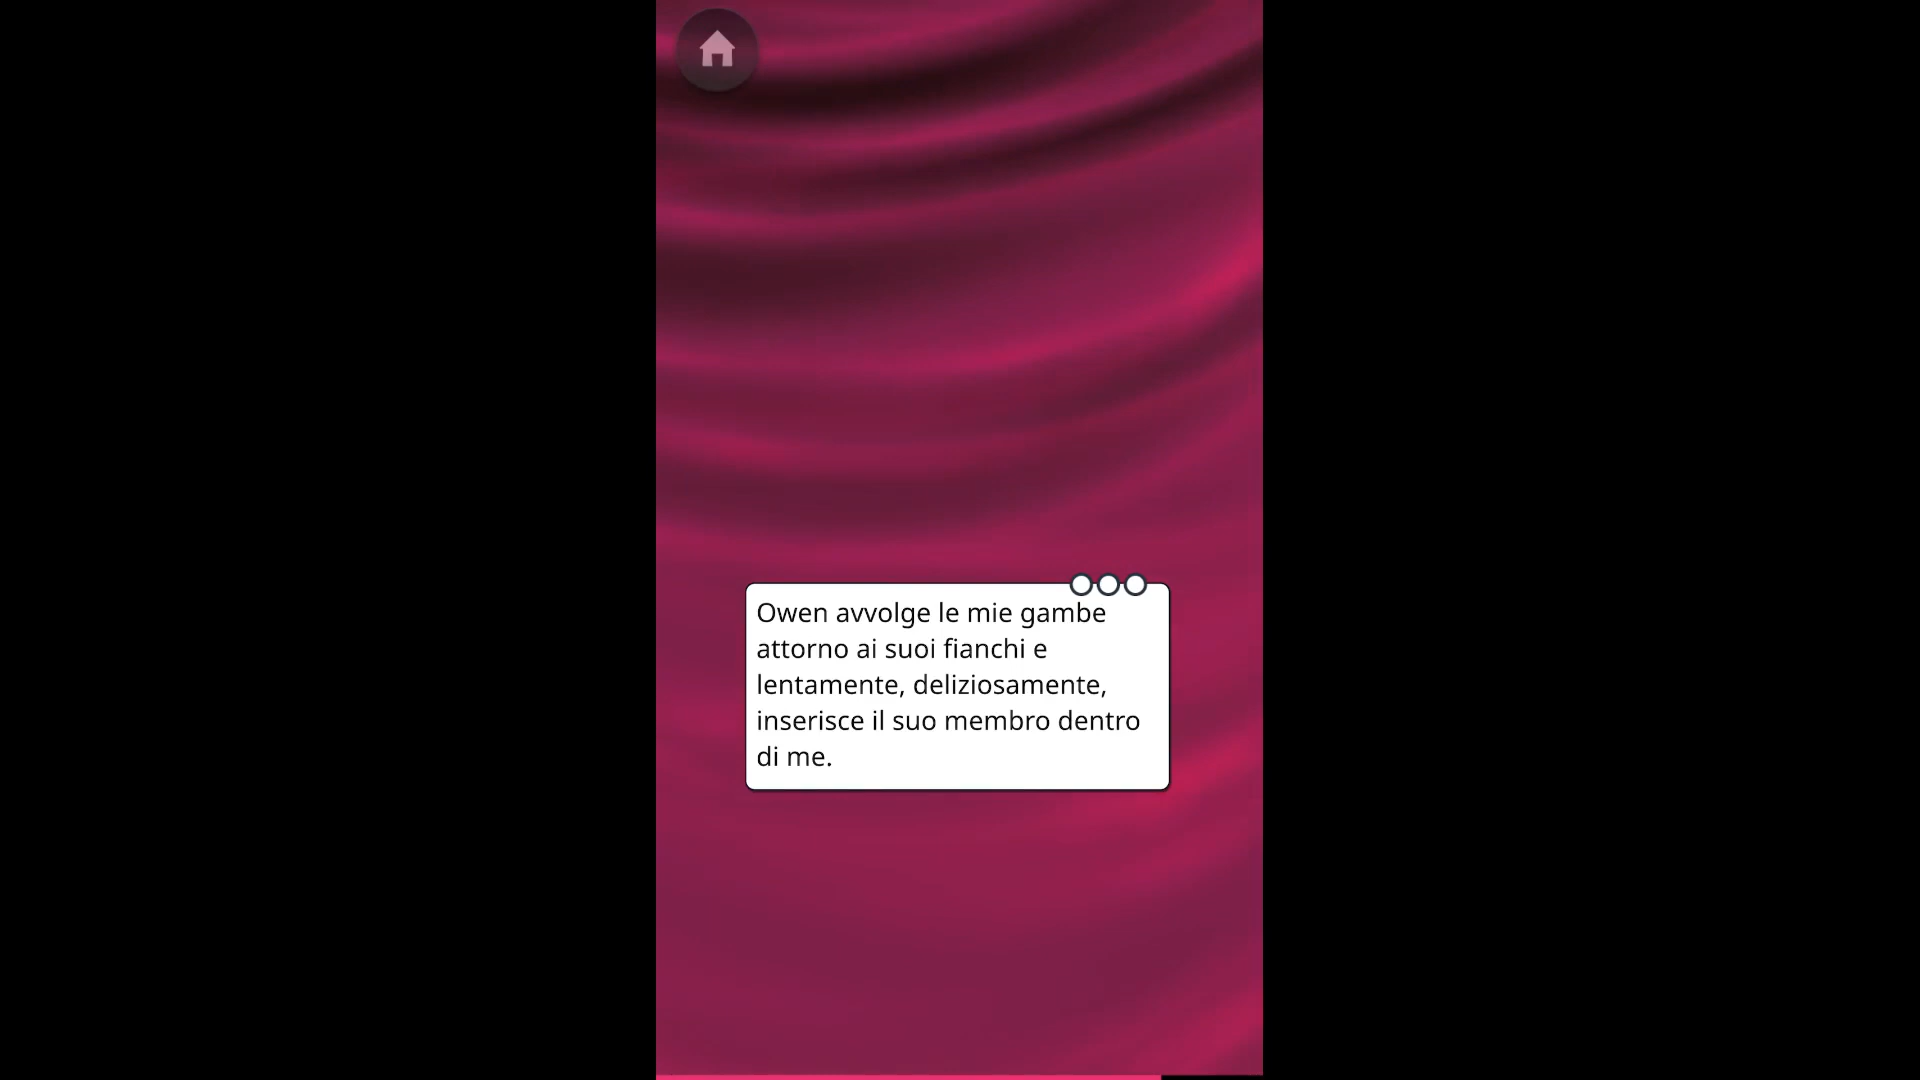 Owen avvolge le mie gambe
attorno ai suoi fianchi e
lentamente, deliziosamente,
inserisce il suo membro dentro
di me.